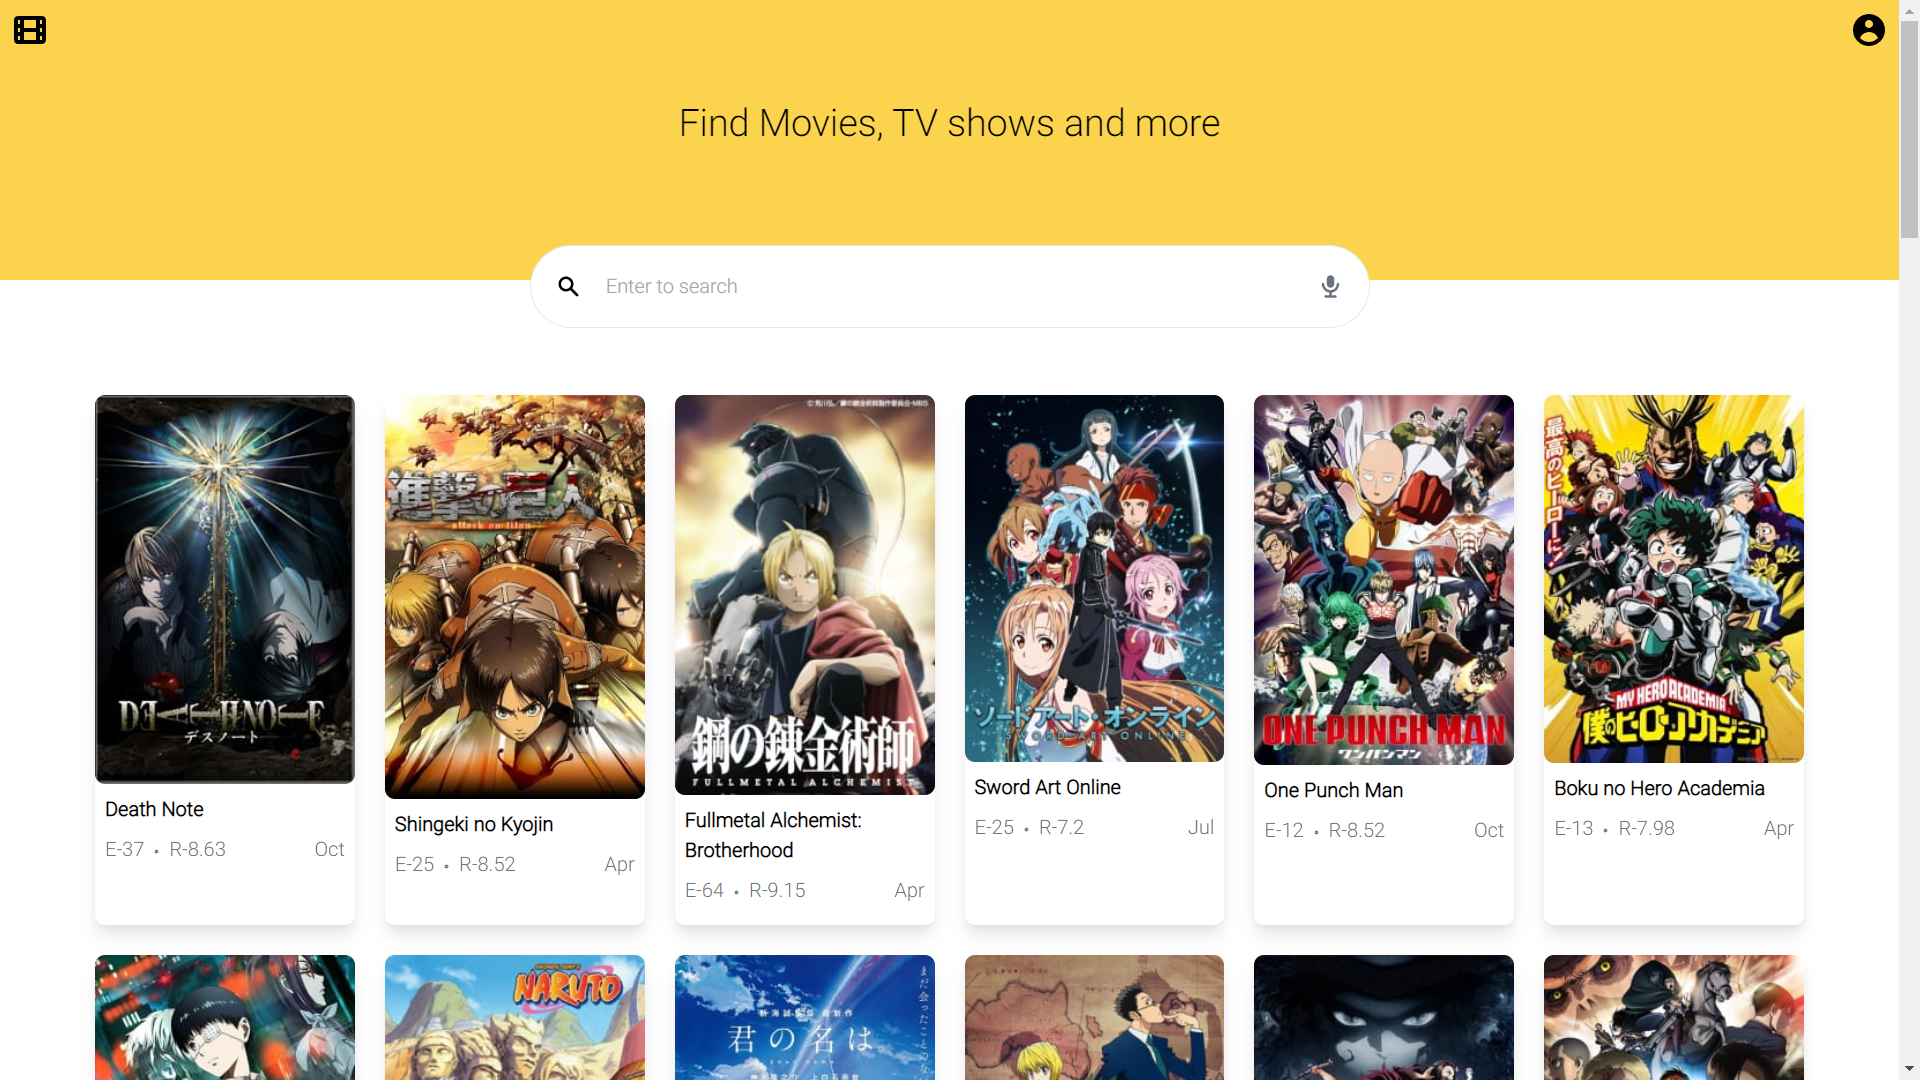 Find Movies, TV shows and more
Enter to search
DEATH NOTE
デスノート
Death Note
E-37 • R-8.63 Oct
進撃の巨人
attack on titan
Shingeki no Kyojin
E-25 • R-8.52 Apr
鋼の錬金術師
FULLMETAL ALCHEMIST
Fullmetal Alchemist:
Brotherhood
E-64 • R-9.15 Apr
ソードアート・オンライン
SWORD ART ONLINE
Sword Art Online
E-25 • R-7.2 Jul
ONE PUNCH MAN
ワンパンマン
One Punch Man
E-12 • R-8.52 Oct
最高のヒーローに!
MY HERO ACADEMIA
僕のヒーローアカデミア
Boku no Hero Academia
E-13 • R-7.98 Apr
NARUTO
君の名は